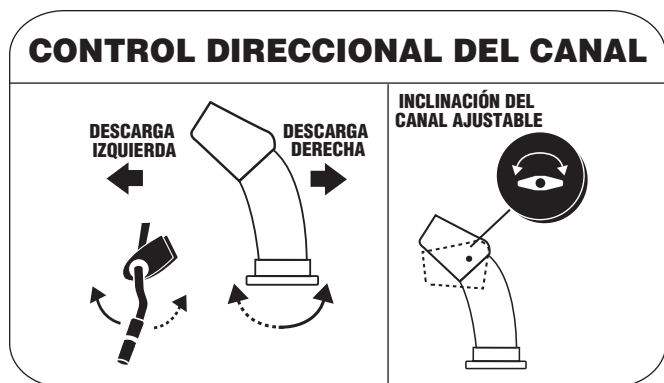 CONTROL DIRECCIONAL DEL CANAL
DESCARGA
IZQUIERDA
DESCARGA
DERECHA
INCLINACIÓN DEL
CANAL AJUSTABLE